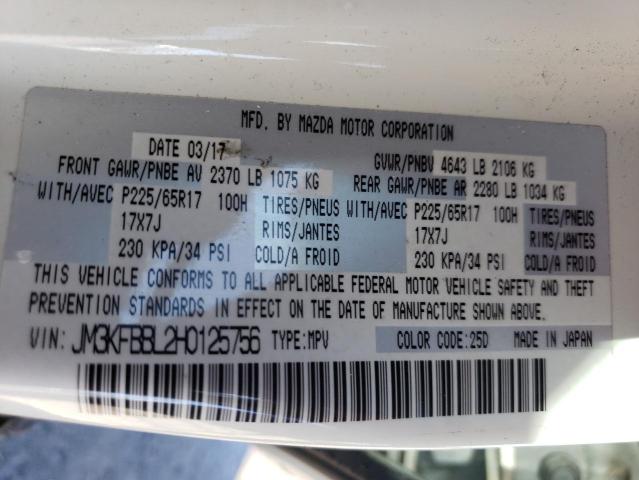 MFD. BY MAZDA MOTOR CORPORATION
DATE 03/17 GVWR/PNBV 4643 LB 2106 KG
FRONT GAWR/PNBE AV 2370 LB 1075 KG REAR GAWR/PNBE AR 2280 LB 1034 KG
WITH/AVEC P225/65R17 100H TIRES/PNEUS WITH/AVEC P225/65R17 100H TIRES/PNEUS
17X7J RIMS/JANTES 17X7J RIMS/JANTES
230 KPA/34 PSI COLD/A FROID 230 KPA/34 PSI COLD/A FROID
THIS VEHICLE CONFORMS TO ALL APPLICABLE FEDERAL MOTOR VEHICLE SAFETY AND THEFT
PREVENTION STANDARDS IN EFFECT ON THE DATE OF MANUFACTURE SHOWN ABOVE.
VIN: JM3KFBBL2H0125756 TYPE:MPV COLOR CODE:25D MADE IN JAPAN